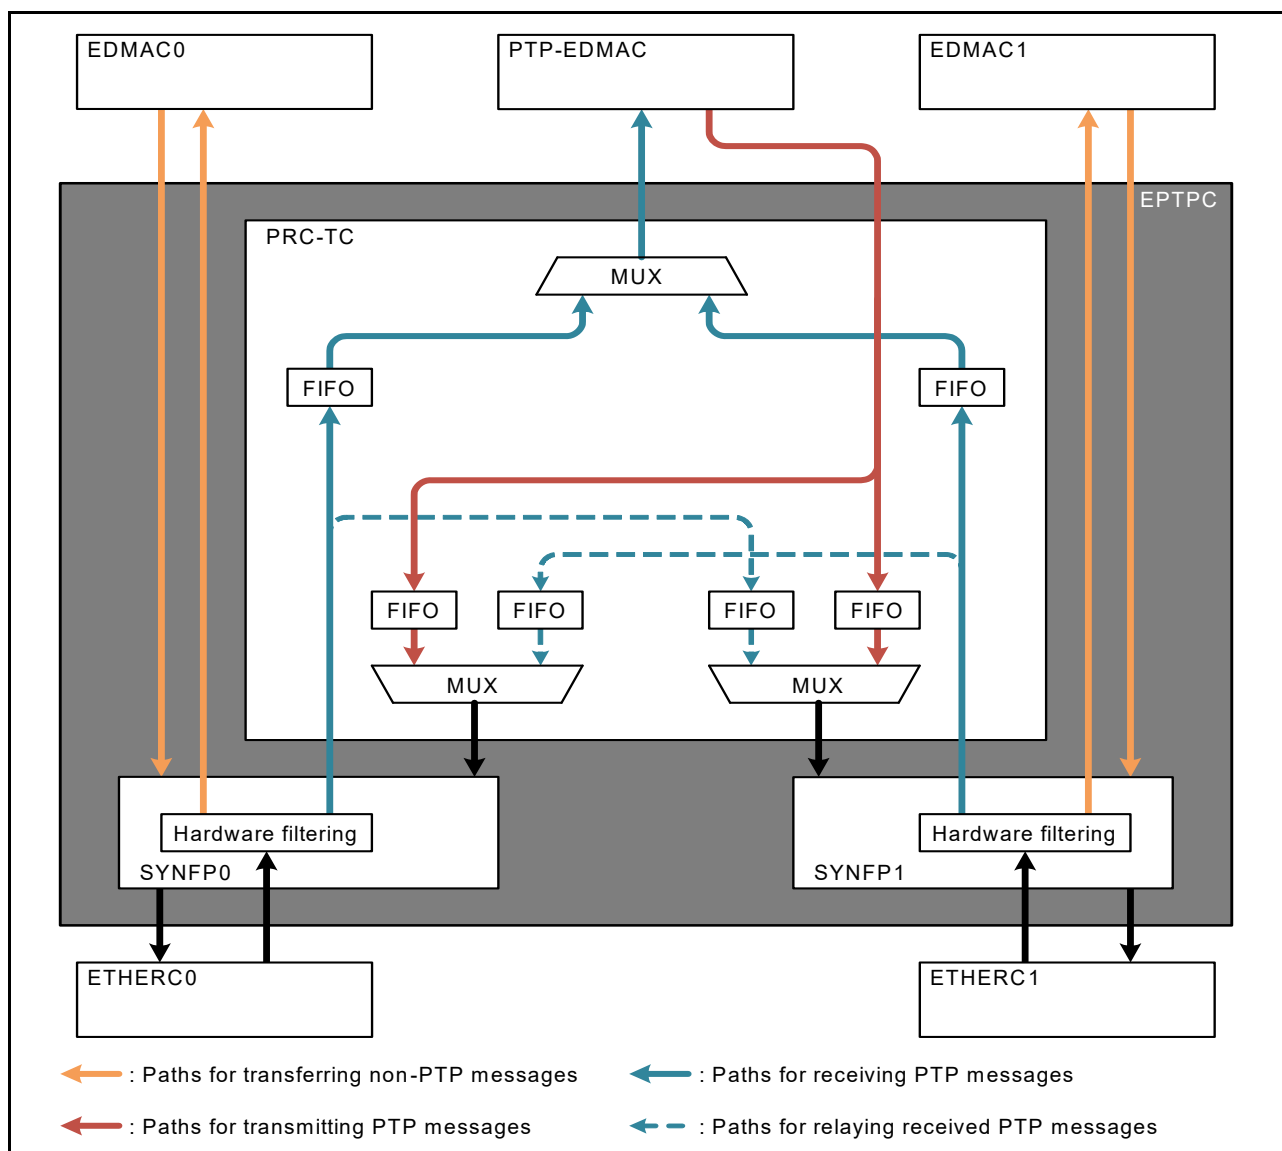 EDMAC0
PTP-EDMAC
EDMAC1
EPTPC
PRC-TC
MUX
FIFO
FIFO
FIFO
FIFO
FIFO
FIFO
MUX
MUX
Hardware filtering
Hardware filtering
SYNFP0
SYNFP1
ETHERC0
ETHERC1
: Paths for transferring non-PTP messages
: Paths for receiving PTP messages
: Paths for transmitting PTP messages
: Paths for relaying received PTP messages